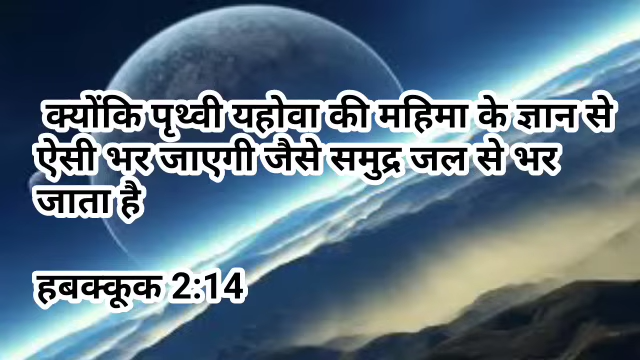 क्योंकि पृथ्वी यहोवा की महिमा के ज्ञान से
ऐसी भर जाएगी जैसे समुद्र जल से भर
जाता है
हबक्कूक 2:14